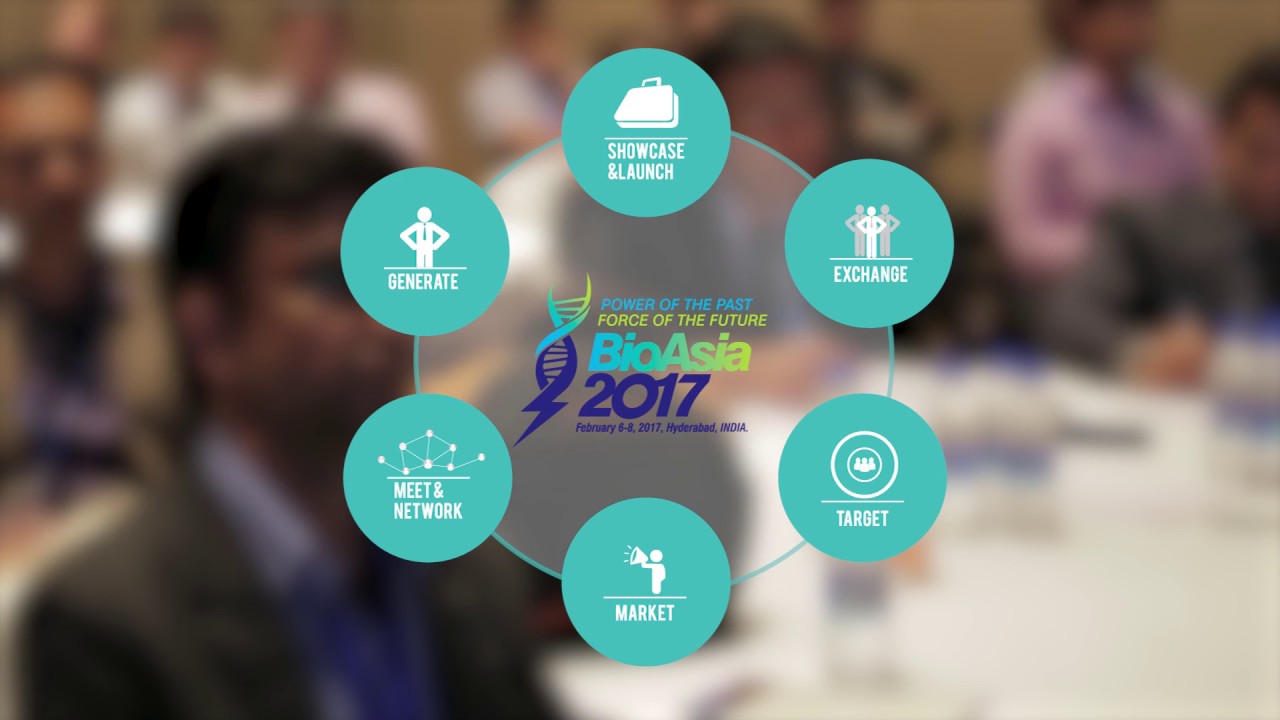 SHOWCASE
&LAUNCH
GENERATE
EXCHANGE
POWER OF THE PAST
FORCE OF THE FUTURE
BioAsia
2017
February 6-8, 2017, Hyderabad, INDIA.
MEET &
NETWORK
TARGET
MARKET